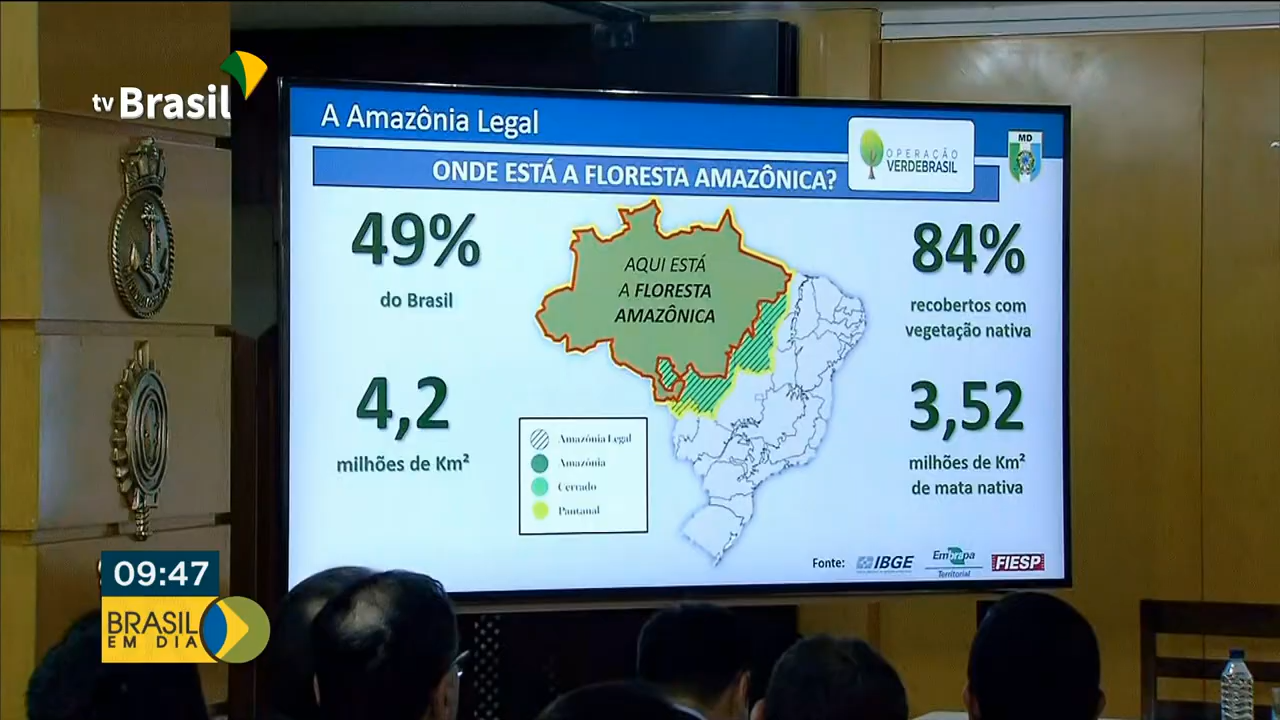 tv Brasil
A Amazônia Legal
ONDE ESTÁ A FLORESTA AMAZÔNICA?
OPERAÇÃO
VERDEBRASIL
MD
49%
do Brasil
4,2
milhões de Km²
AQUI ESTÁ
A FLORESTA
AMAZÔNICA
84%
recobertos com
vegetação nativa
3,52
milhões de Km²
de mata nativa
Amazônia Legal
Amazônia
Cerrado
Pantanal
Fonte:
IBGE
Embrapa
Territorial
FIESP
09:47
BRASIL
EM DIA